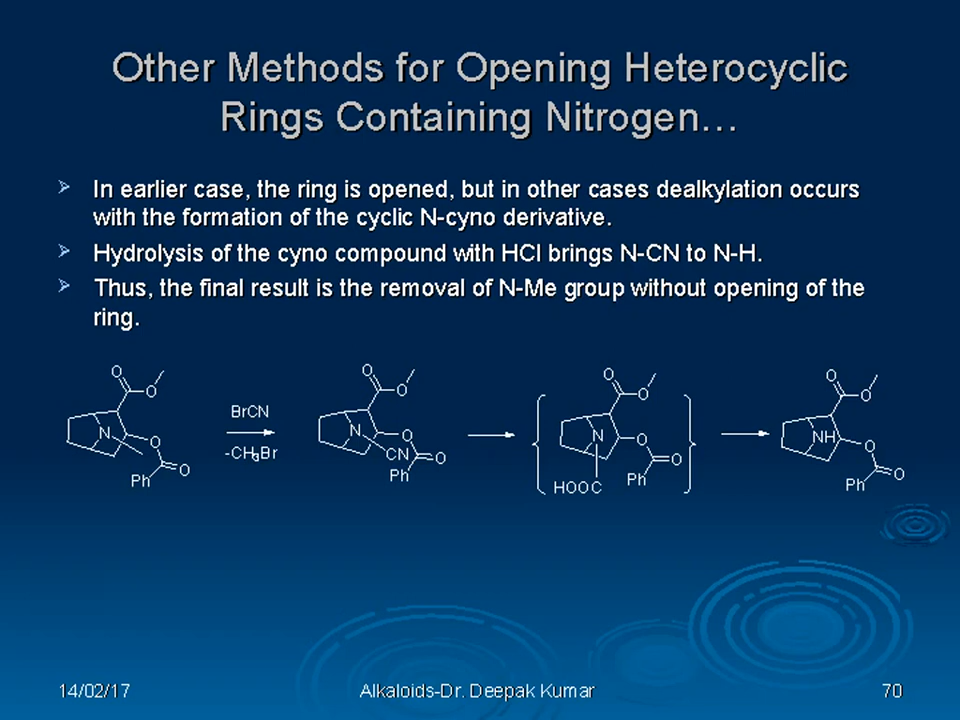 Other Methods for Opening Heterocyclic
Rings Containing Nitrogen…
In earlier case, the ring is opened, but in other cases dealkylation occurs
with the formation of the cyclic N-cyno derivative.
Hydrolysis of the cyno compound with HCl brings N-CN to N-H.
Thus, the final result is the removal of N-Me group without opening of the
ring.
O
O
N
O
O
Ph
BrCN
-CH3Br
O
O
N
O
CN
O
Ph
O
O
N
O
O
Ph
HOOC
O
O
NH
O
O
Ph
14/02/17
Alkaloids-Dr. Deepak Kumar
70